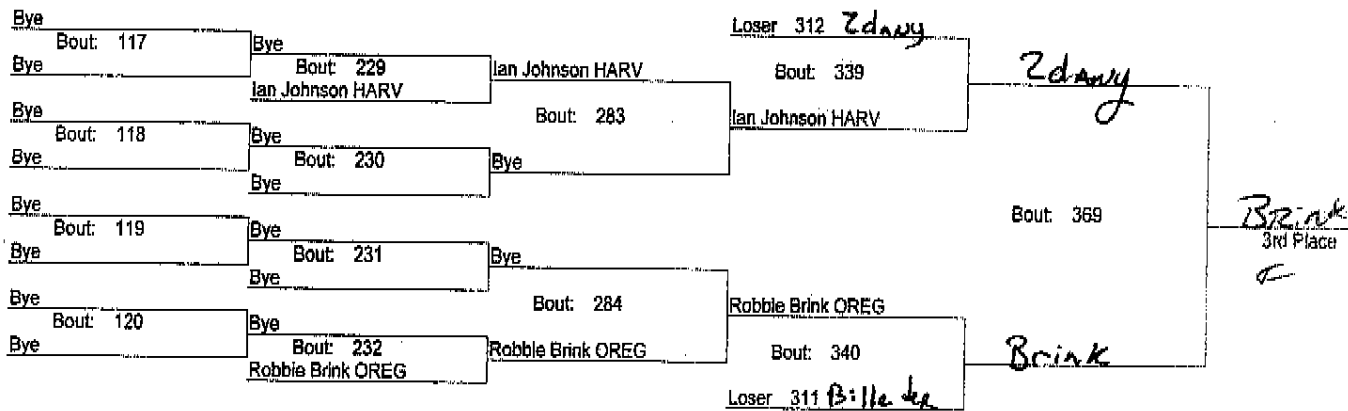 Bye
Bout: 117
Bye
Bye
Bout: 229
Ian Johnson HARV
Ian Johnson HARV
Bye
Bout: 118
Bye
Bye
Bout: 230
Bye
Bye
Bout: 283
Ian Johnson HARV
Loser 312 Zdawy
Bout: 339
Zdawy
Bye
Bout: 119
Bye
Bye
Bout: 231
Bye
Bye
Bye
Bout: 120
Bye
Bye
Bout: 232
Robbie Brink OREG
Robbie Brink OREG
Bout: 284
Robbie Brink OREG
Bout: 340
Loser 311
Brink
Bout: 369
Brink
3rd Place